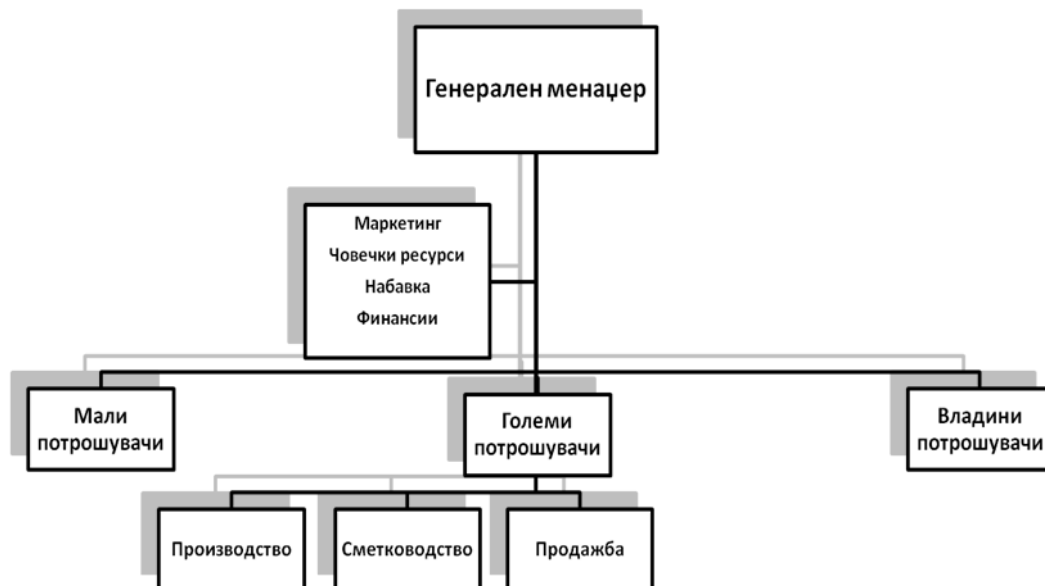 Генерален менаџер
Маркетинг
Човечки ресурси
Набавка
Финансии
Мали
потрошувачи
Големи
потрошувачи
Владини
потрошувачи
Производство
Сметководство
Продажба